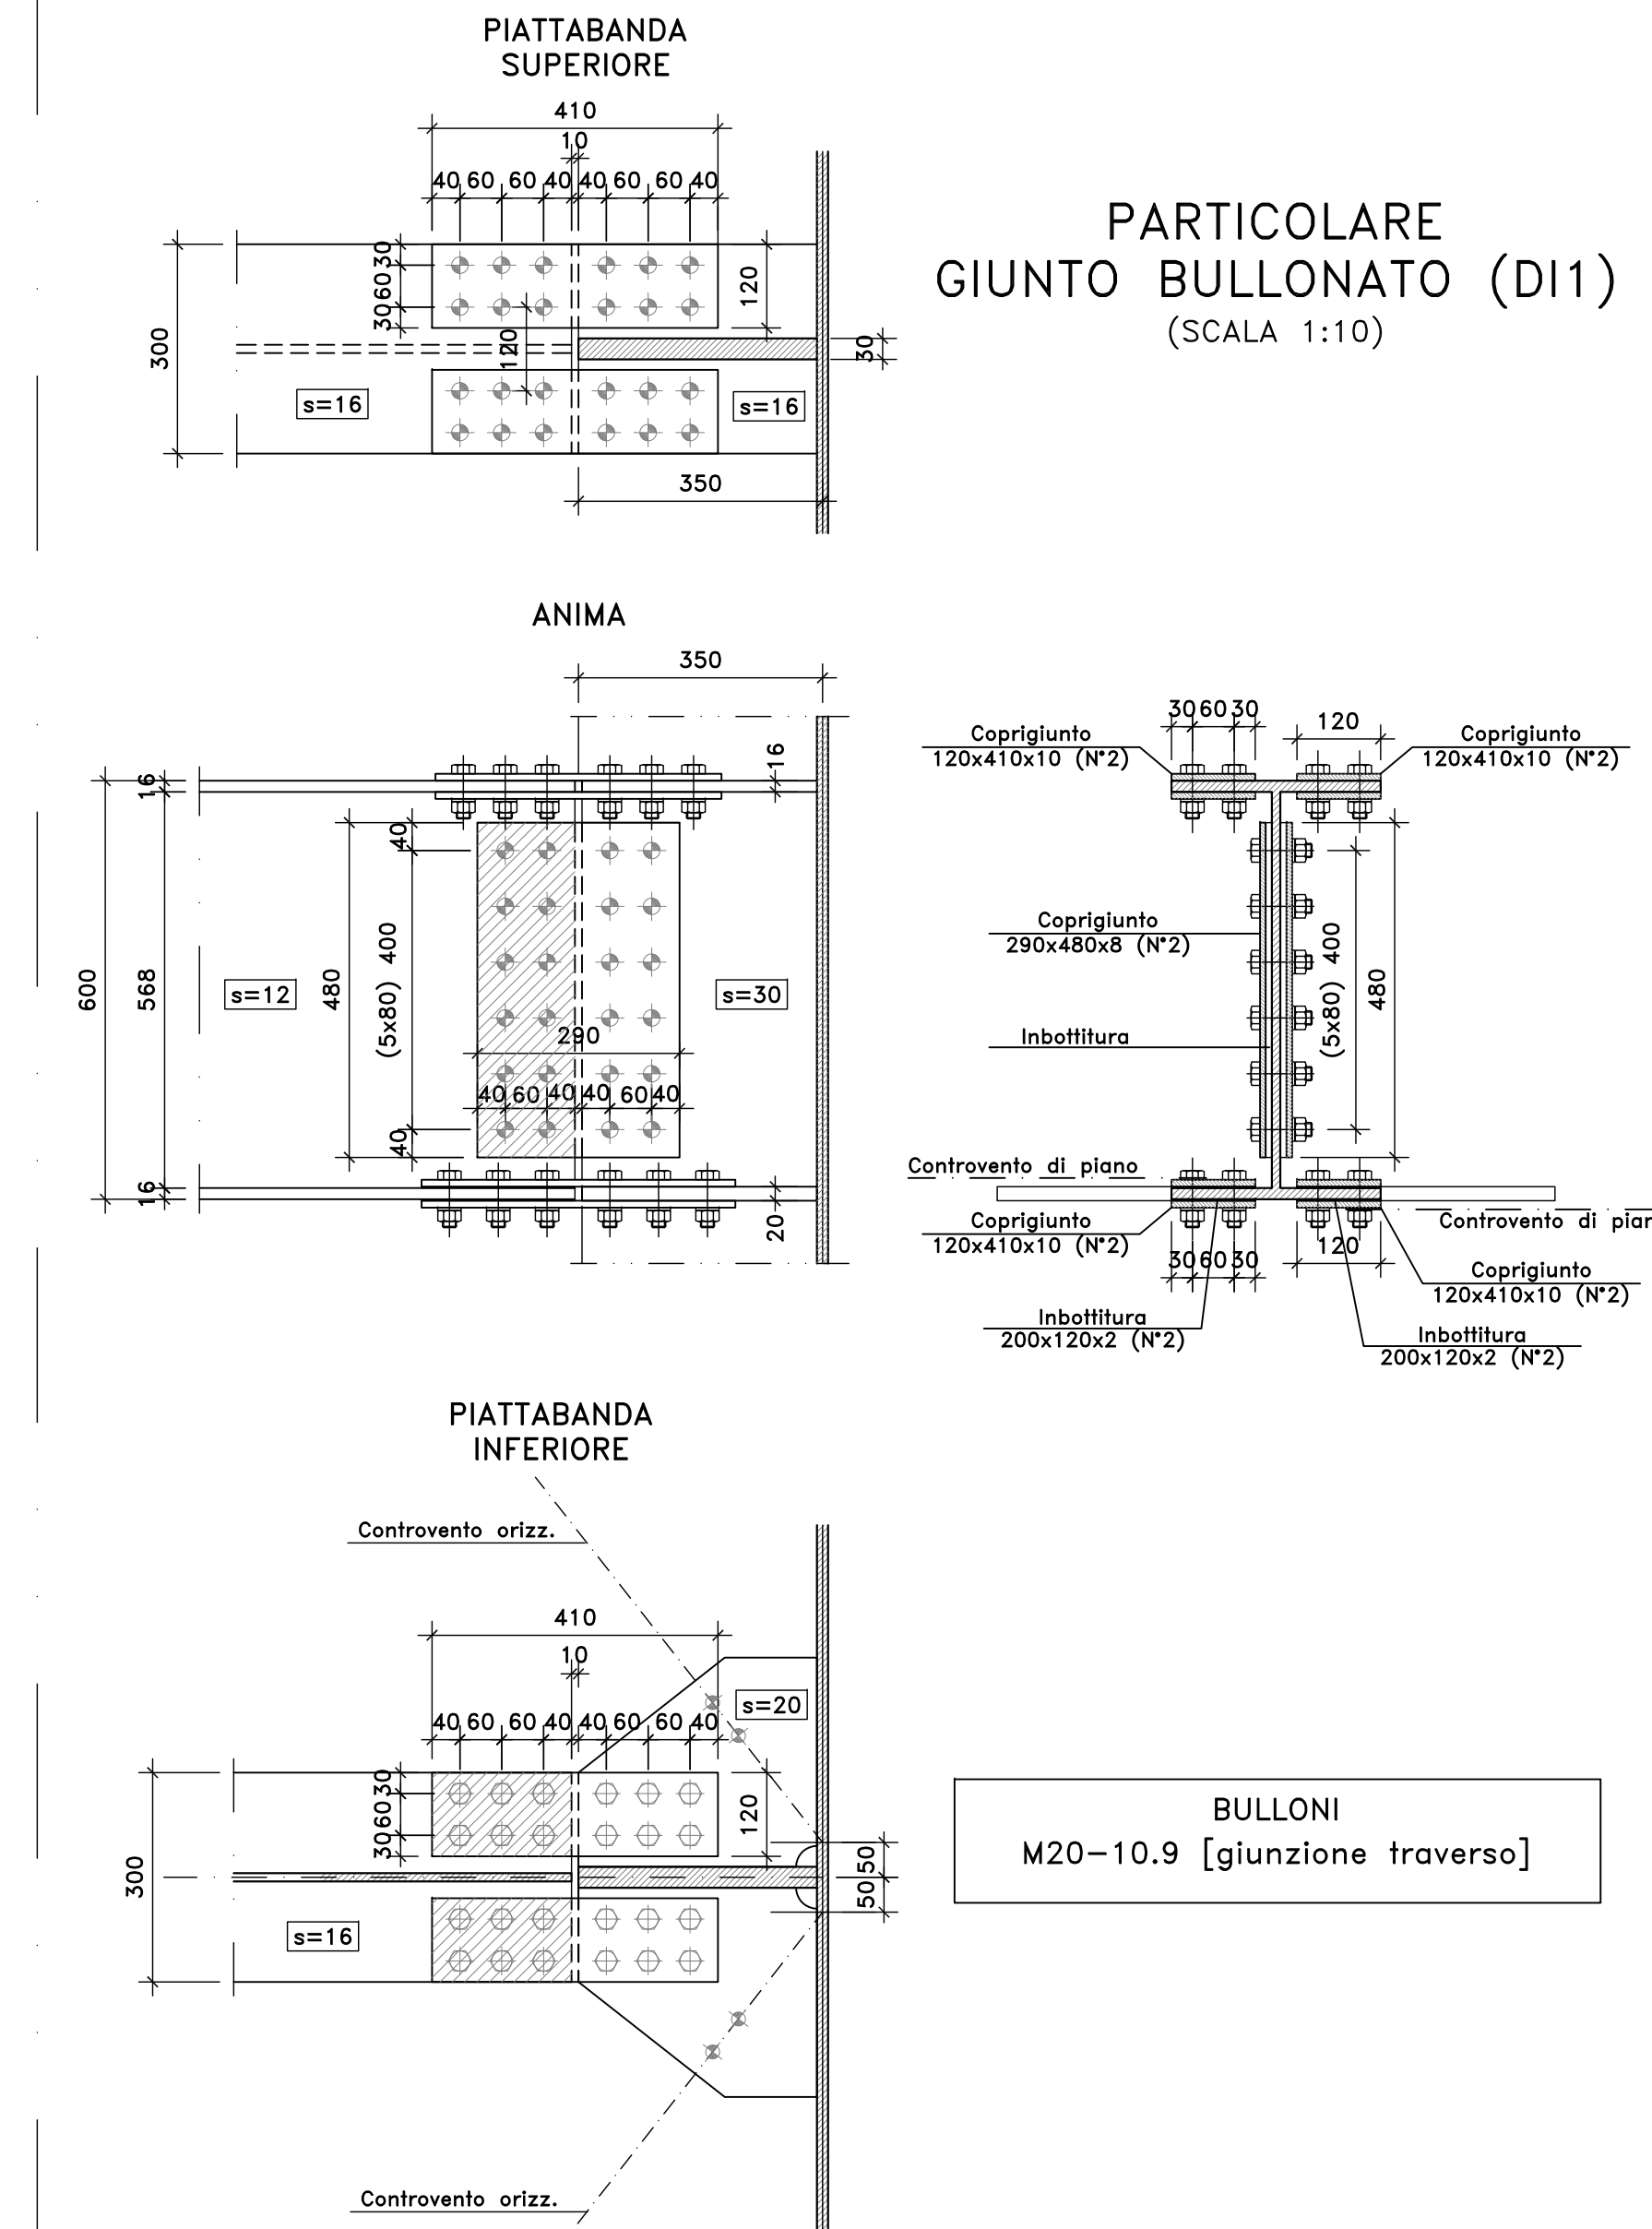 PIATTABANDA
SUPERIORE
410
10
40 60 60 40 40 60 60 40
30
60
30
120
300
120
30
s=16
s=16
350
PARTICOLARE
GIUNTO BULLONATO (DI1)
(SCALA 1:10)
ANIMA
350
16
16
40
600
568
480
(5x80) 400
s=12
s=30
290
40 60 40 40 60 40
40
16
20
30 60 30
120
Coprigiunto
120x410x10 (N°2)
Coprigiunto
120x410x10 (N°2)
Coprigiunto
290x480x8 (N°2)
(5x80) 400
480
Inbottitura
Controvento di piano
Controvento di pian
Coprigiunto
120x410x10 (N°2)
30 60 30
120
Coprigiunto
120x410x10 (N°2)
Inbottitura
200x120x2 (N°2)
Inbottitura
200x120x2 (N°2)
PIATTABANDA
INFERIORE
Controvento orizz.
410
10
s=20
40 60 60 40 40 60 60 40
30
60
30
120
300
50
50
s=16
Controvento orizz.
BULLONI
M20-10.9 [giunzione traverso]